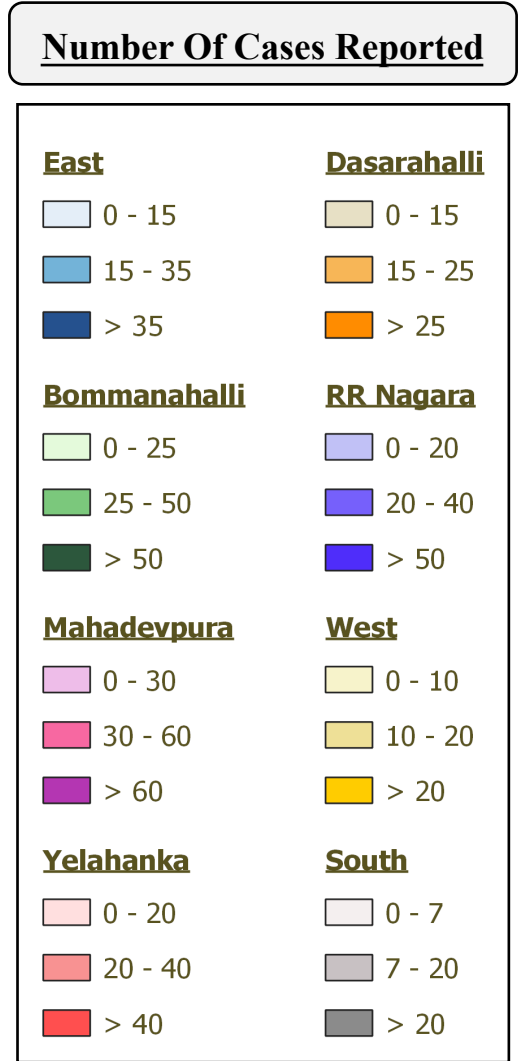 Number Of Cases Reported
East
0 - 15
15 - 35
> 35
Bommanahalli
0 - 25
25 - 50
> 50
Mahadevpura
0 - 30
30 - 60
> 60
Yelahanka
0 - 20
20 - 40
> 40
Dasarahalli
0 - 15
15 - 25
> 25
RR Nagara
0 - 20
20 - 40
> 50
West
0 - 10
10 - 20
> 20
South
0 - 7
7 - 20
> 20